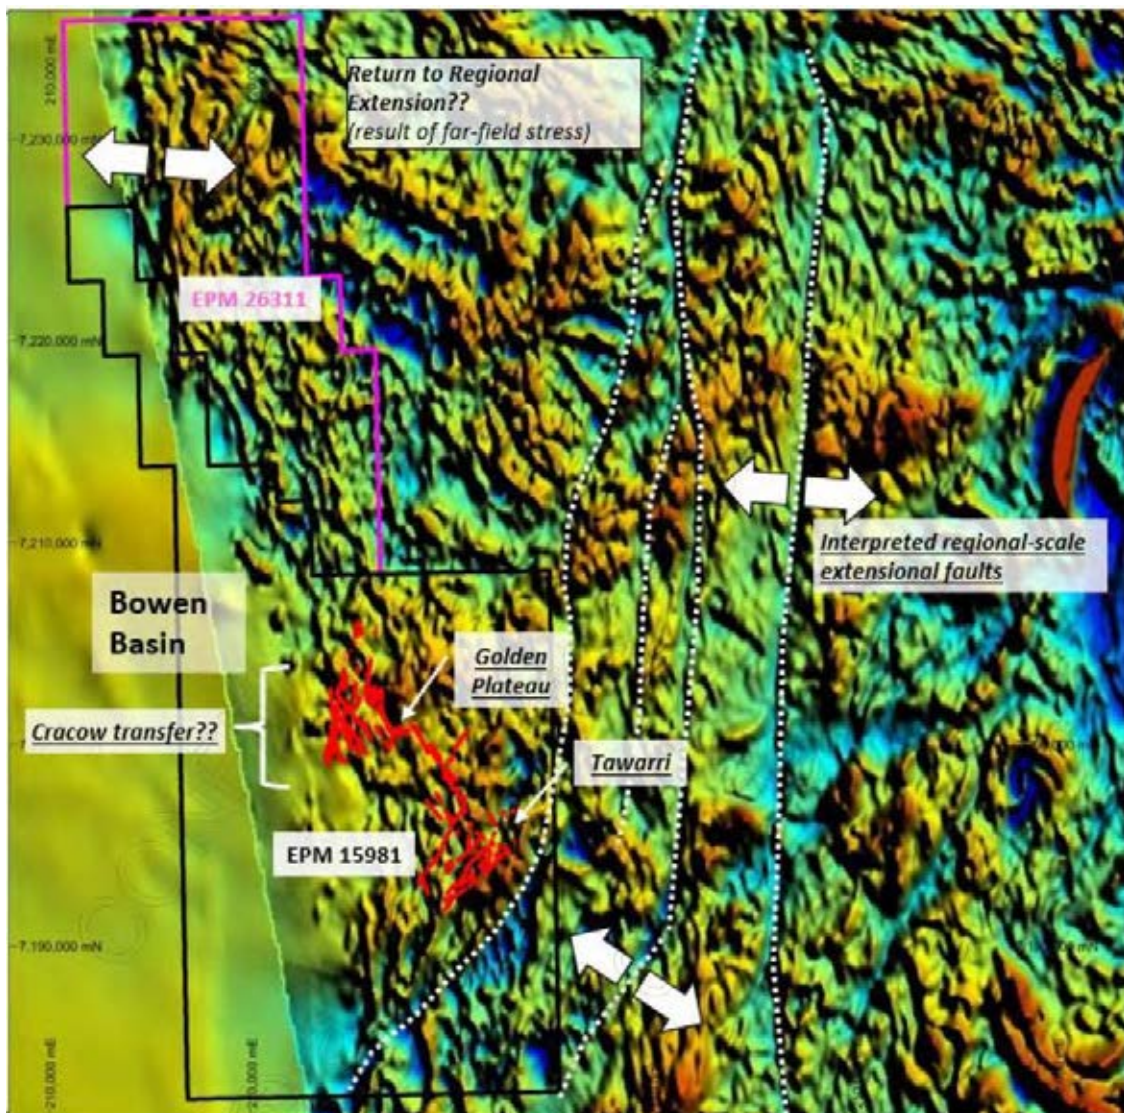 210,000 mE
Return to Regional
Extension??
(result of far-field stress)
7,230,000 mN
EPM 26311
7,220,000 mN
7,210,000 mN
Interpreted regional-scale
extensional faults
Bowen
Basin
Golden
Plateau
Cracow transfer??
Tawarri
EPM 15981
7,190,000 mN
210,000 mE